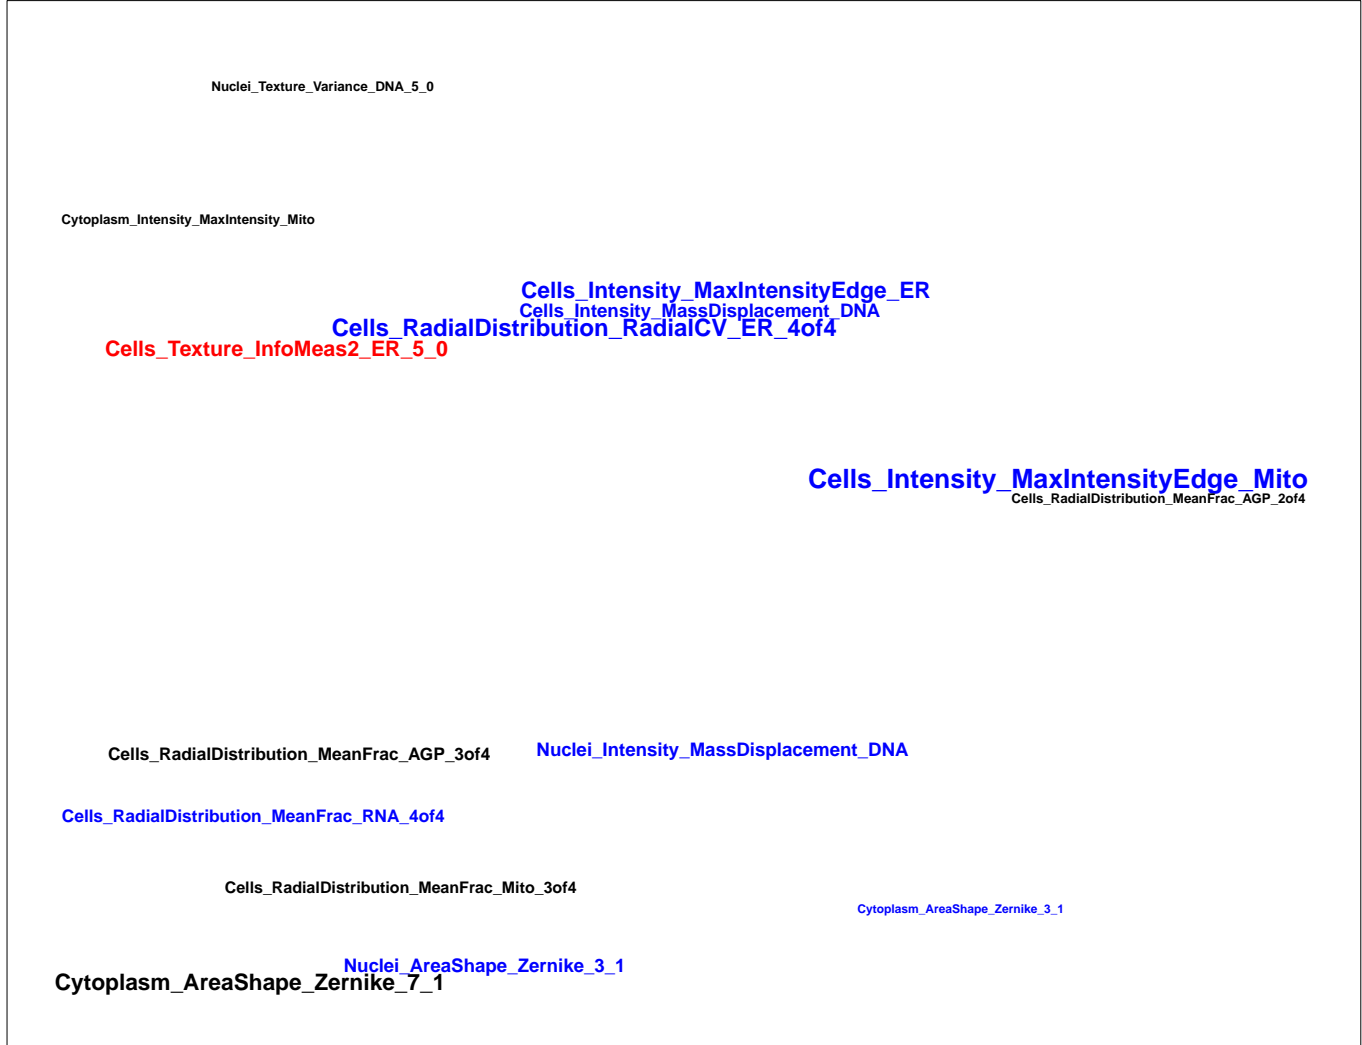 Nuclei_Texture_Variance_DNA_5_0
Cytoplasm_Intensity_MaxIntensity_Mito
Cells_Intensity_MaxIntensityEdge_ER
Cells_Intensity_MassDisplacement_DNA
Cells_RadialDistribution_RadialCV_ER_4of4
Cells_Texture_InfoMeas2_ER_5_0
Cells_Intensity_MaxIntensityEdge_Mito
Cells_RadialDistribution_MeanFrac_AGP_2of4
Nuclei_Intensity_MassDisplacement_DNA
Cells_RadialDistribution_MeanFrac_AGP_3of4
Cells_RadialDistribution_MeanFrac_RNA_4of4
Cells_RadialDistribution_MeanFrac_Mito_3of4
Cytoplasm_AreaShape_Zernike_3_1
Nuclei_AreaShape_Zernike_3_1
Cytoplasm_AreaShape_Zernike_7_1